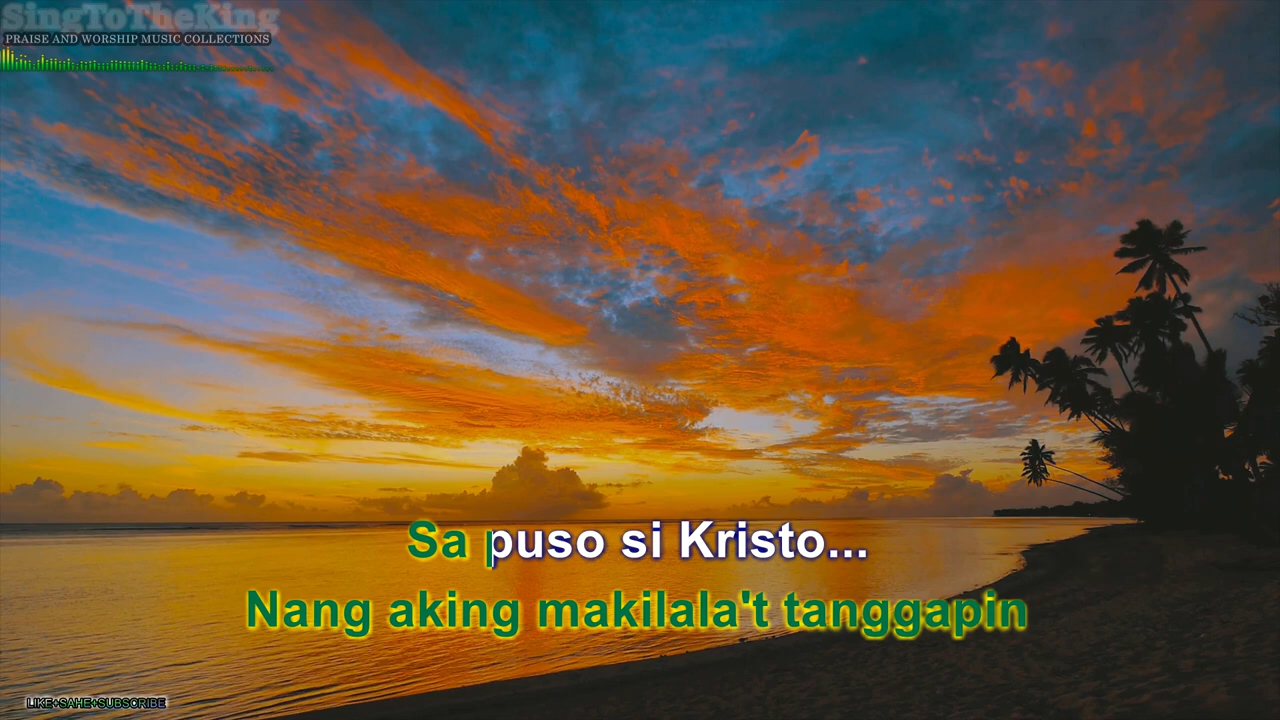 SingToTheKing
PRAISE AND WORSHIP MUSIC COLLECTIONS
Sa puso si Kristo...
Nang aking makilala't tanggapin
LIKE+SAHE+SUBSCRIBE